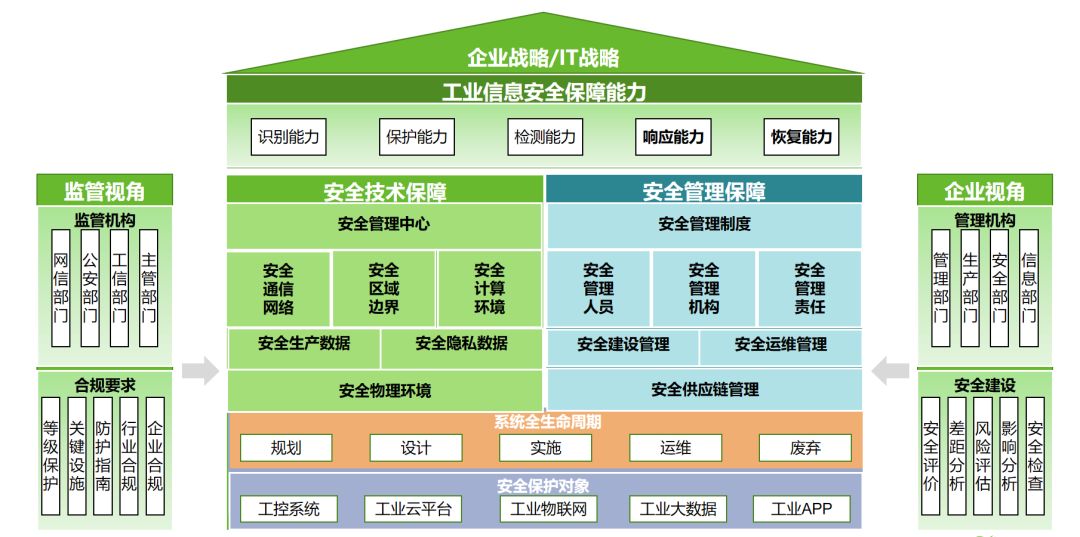 企业战略/IT战略
工业信息安全保障能力
识别能力
保护能力
检测能力
响应能力
恢复能力
监管视角
监管机构
网信部门
公安部门
工信部门
主管部门
合规要求
等级保护
关键设施
防护指南
行业合规
企业合规
安全技术保障
安全管理中心
安全
通信
网络
安全
区域
边界
安全
计算
环境
安全生产数据
安全隐私数据
安全物理环境
安全管理保障
安全管理制度
安全
管理
人员
安全
管理
机构
安全
管理
责任
安全建设管理
安全运维管理
安全供应链管理
系统全生命周期
规划
设计
实施
运维
废弃
安全保护对象
工控系统
工业云平台
工业物联网
工业大数据
工业APP
企业视角
管理机构
管理部门
生产部门
安全部门
信息部门
安全建设
安全评价
差距分析
风险评估
影响分析
安全检查